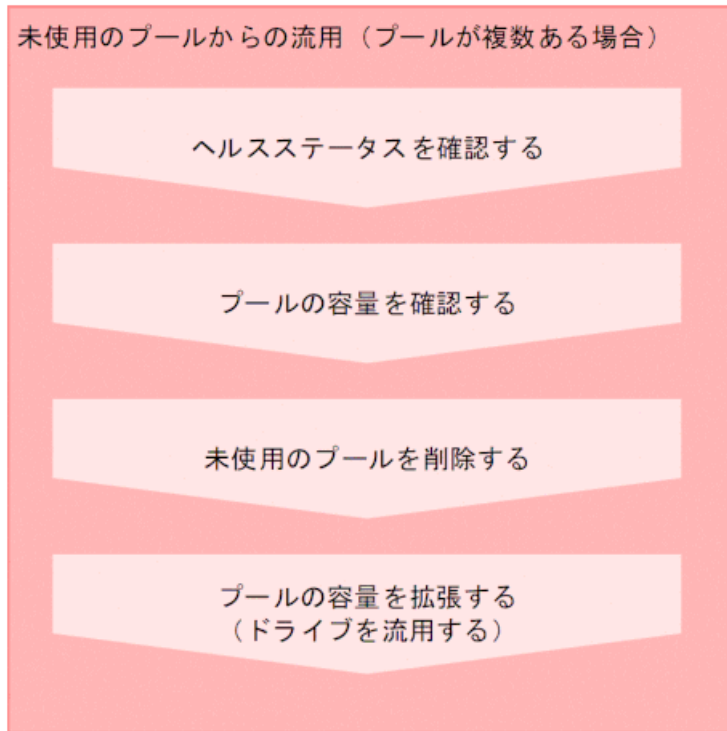 未使用のプールからの流用（プールが複数ある場合）
ヘルスステータスを確認する
プールの容量を確認する
未使用のプールを削除する
プールの容量を拡張する
（ドライブを流用する）